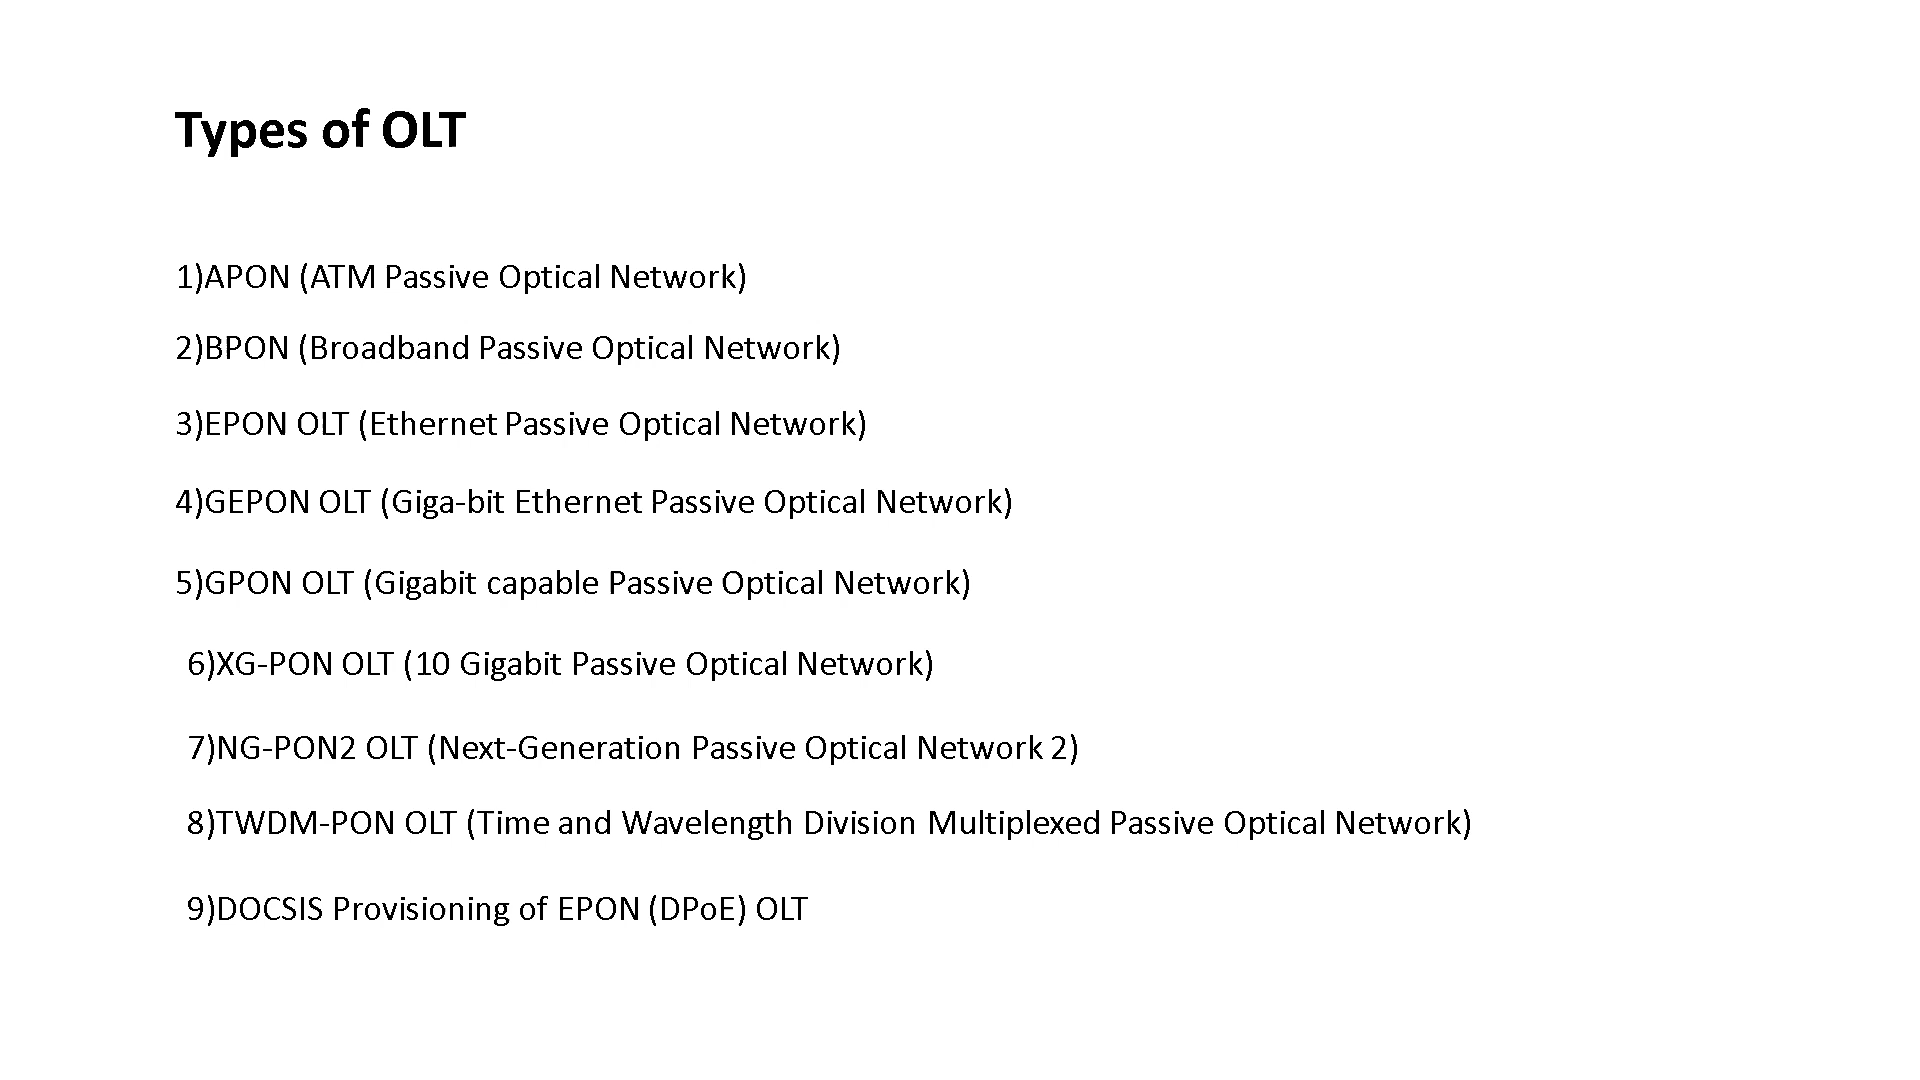 Types of OLT
1)APON (ATM Passive Optical Network)
2)BPON (Broadband Passive Optical Network)
3)EPON OLT (Ethernet Passive Optical Network)
4)GEPON OLT (Giga-bit Ethernet Passive Optical Network)
5)GPON OLT (Gigabit capable Passive Optical Network)
6)XG-PON OLT (10 Gigabit Passive Optical Network)
7)NG-PON2 OLT (Next-Generation Passive Optical Network 2)
8)TWDM-PON OLT (Time and Wavelength Division Multiplexed Passive Optical Network)
9)DOCSIS Provisioning of EPON (DPoE) OLT